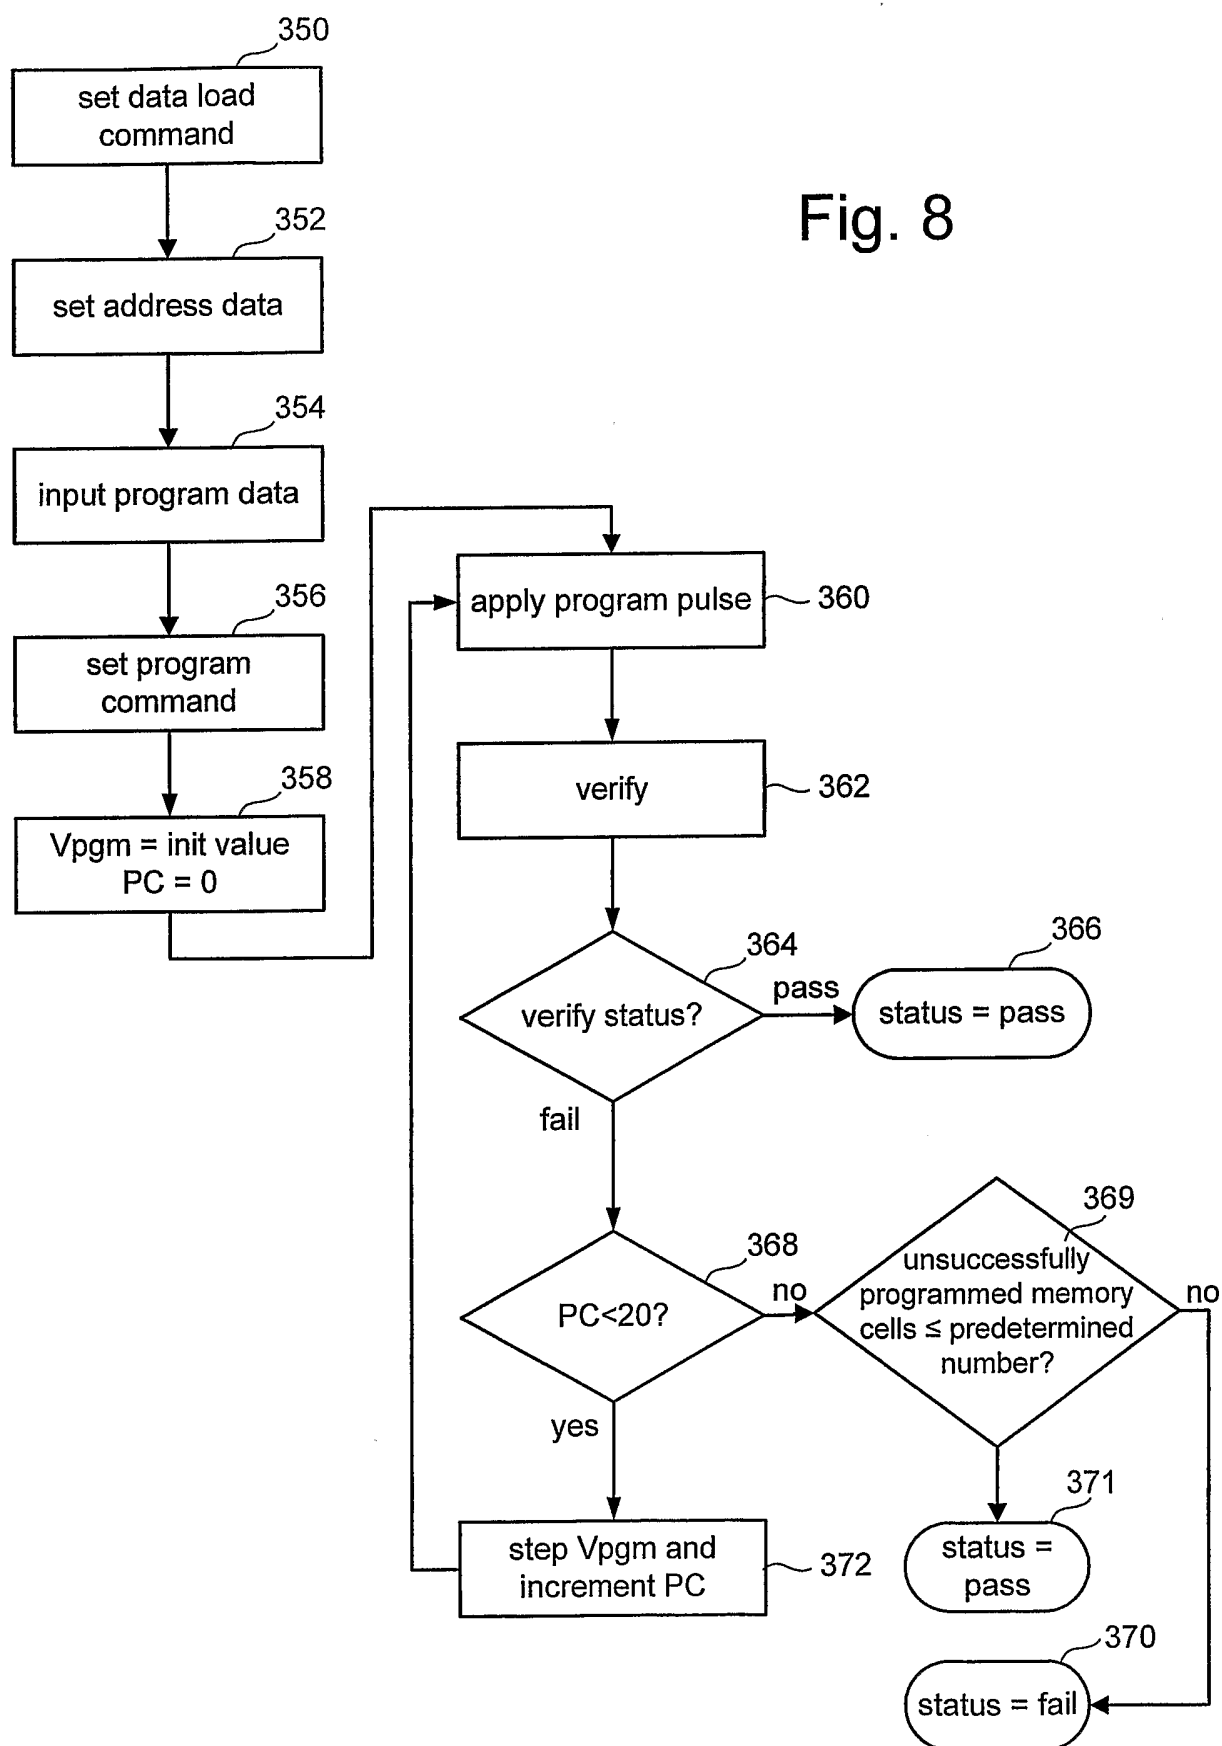 350
set data load
command
Fig. 8
352
set address data
354
input program data
356
set program
command
358
Vpgm = init value
PC = 0
apply program pulse
360
verify
362
364
verify status?
pass
366
status = pass
fail
368
PC<20?
no
369
unsuccessfully
programmed memory
cells ≤ predetermined
number?
no
yes
step Vpgm and
increment PC
372
371
status =
pass
370
status = fail